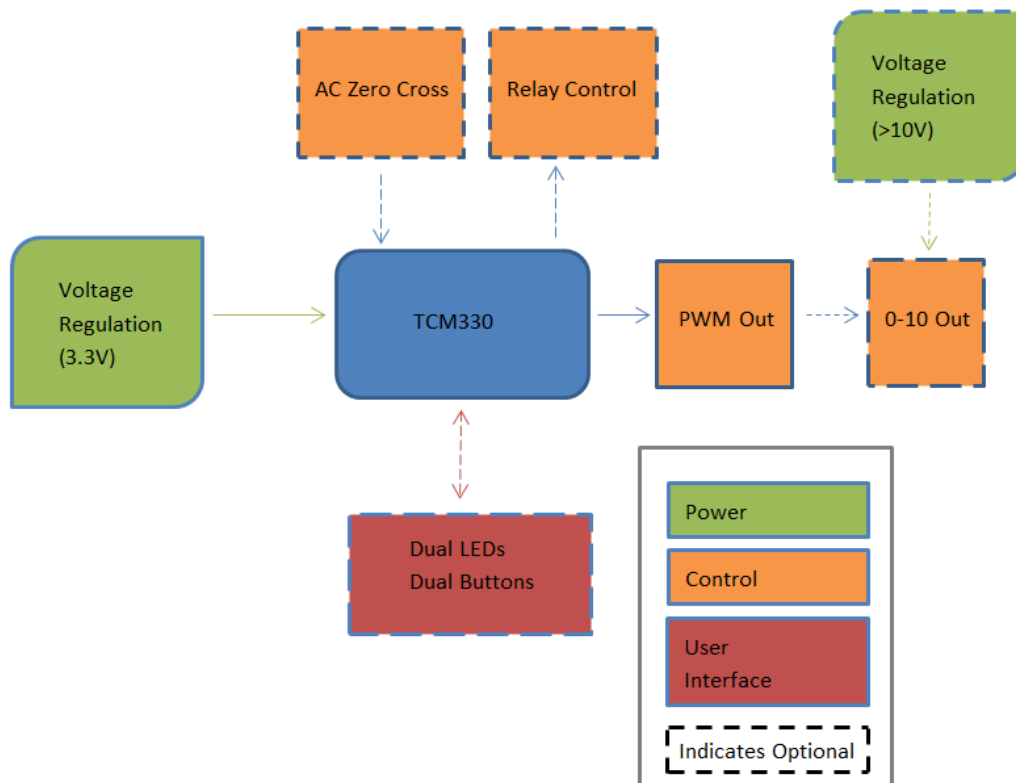 AC Zero Cross
Relay Control
Voltage
Regulation
(>10V)
Voltage
Regulation
(3.3V)
TCM330
PWM Out
0-10 Out
Dual LEDs
Dual Buttons
Power
Control
User
Interface
Indicates Optional